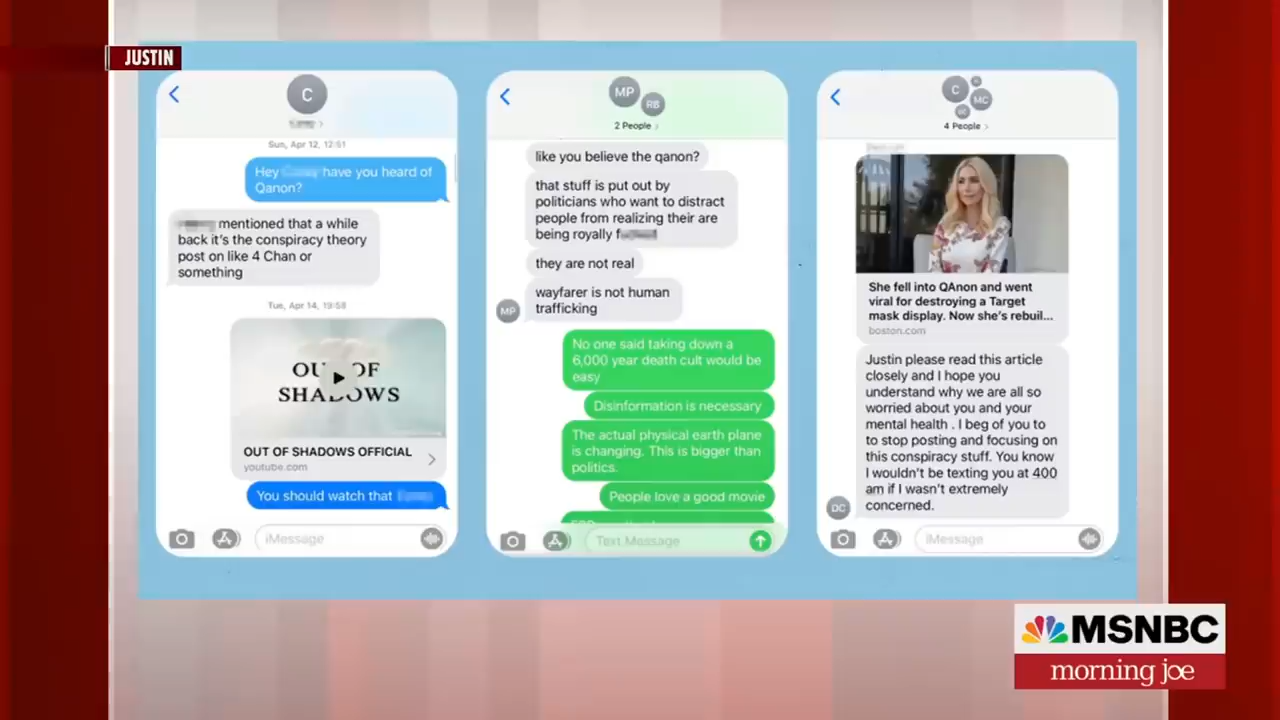 JUSTIN
C
Sun, Apr 12, 12:51
Hey have you heard of
Qanon?
mentioned that a while
back it's the conspiracy theory
post on like 4 Chan or
something
Tue, Apr 14, 19:58
OUT OF
SHADOWS
OUT OF SHADOWS OFFICIAL
youtube.com
You should watch that
iMessage
MP
RB
2 People
like you believe the qanon?
that stuff is put out by
politicians who want to distract
people from realizing their are
being royally
they are not real
wayfarer is not human
trafficking
MP
No one said taking down a
6,000 year death cult would be
easy
Disinformation is necessary
The actual physical earth plane
is changing. This is bigger than
politics.
People love a good movie
Text Message
C
MC
4 People
She fell into QAnon and went
viral for destroying a Target
mask display. Now she's rebuil...
boston.com
Justin please read this article
closely and I hope you
understand why we are all so
worried about you and your
mental health . I beg of you to
to stop posting and focusing on
this conspiracy stuff. You know
I wouldn't be texting you at 400
am if I wasn't extremely
concerned.
DC
iMessage
MSNBC
morning joe